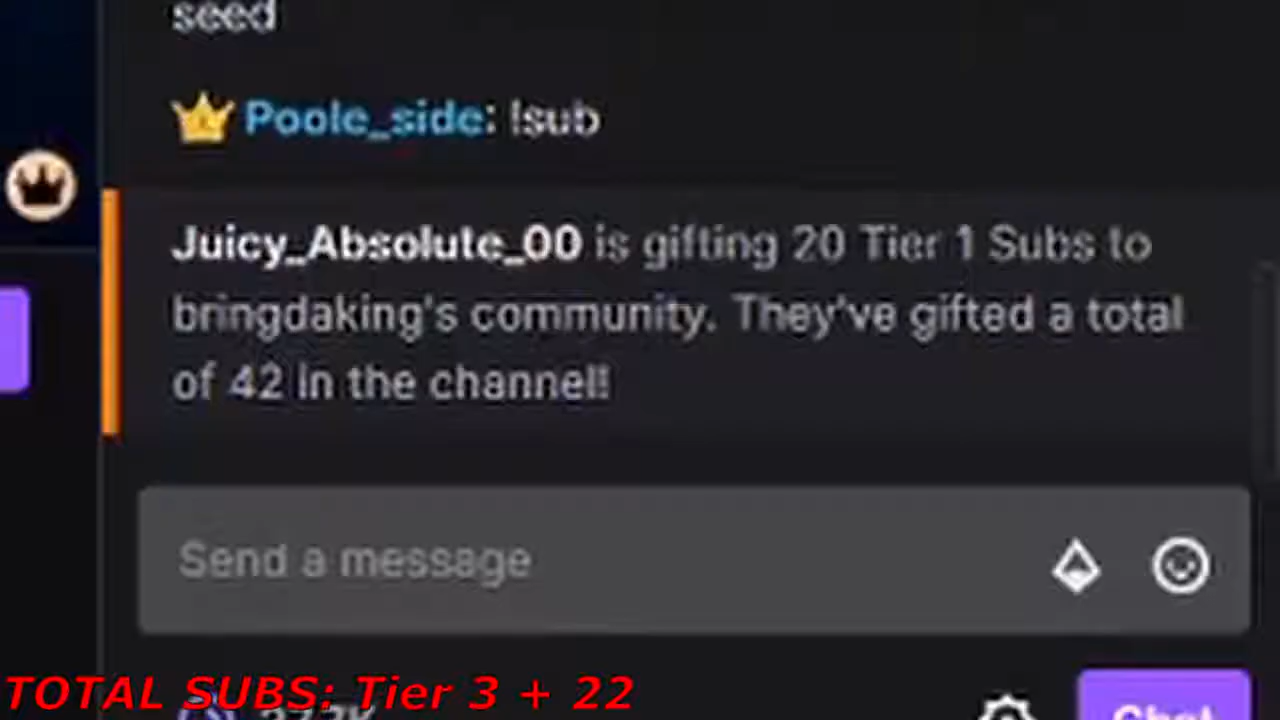 seed
Poole_side: !sub
Juicy_Absolute_00 is gifting 20 Tier 1 Subs to
bringdaking's community. They've gifted a total
of 42 in the channel!
Send a message
TOTAL SUBS: Tier 3 + 22
Chat